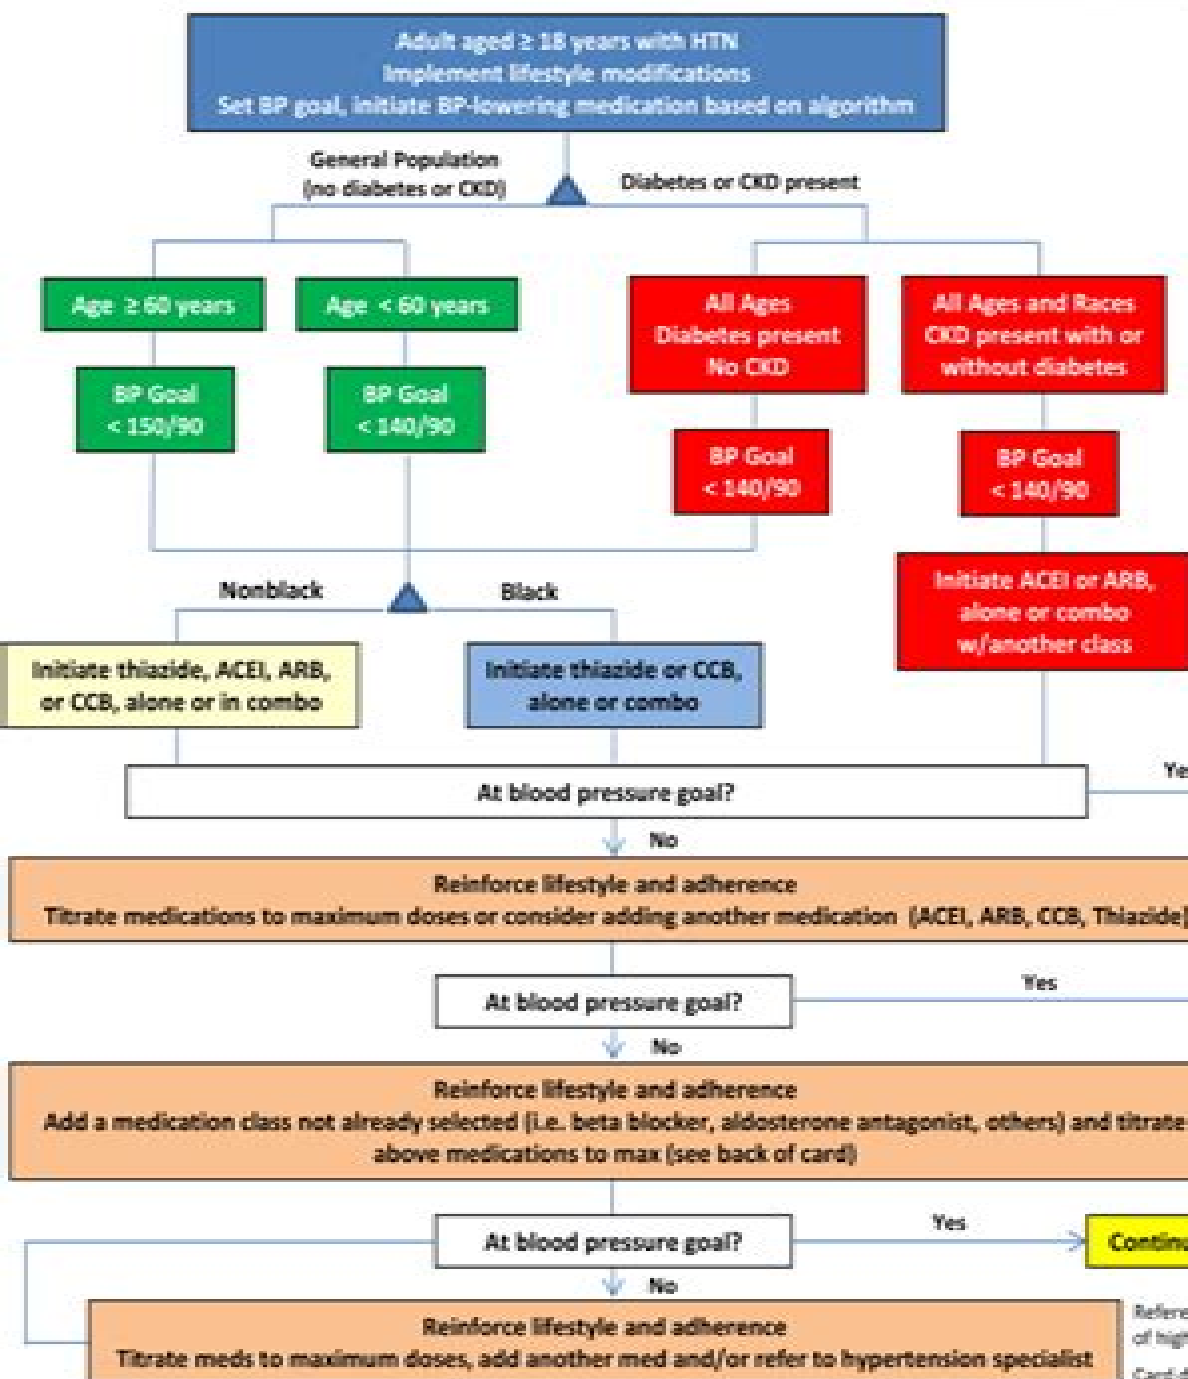 Adult aged ≥ 18 years with HTN
Implement lifestyle modifications
Set BP goal, initiate BP-lowering medication based on algorithm
General Population
(no diabetes or CKD)
Diabetes or CKD present
Age ≥ 60 years
Age < 60 years
All Ages
Diabetes present
No CKD
All Ages and Races
CKD present with or
without diabetes
BP Goal
< 150/90
BP Goal
< 140/90
BP Goal
< 140/90
BP Goal
< 140/90
Nonblack
Black
Initiate ACEI or ARB,
alone or combo
w/another class
Initiate thiazide, ACEI, ARB,
or CCB, alone or in combo
Initiate thiazide or CCB,
alone or combo
At blood pressure goal?
Ye
No
Reinforce lifestyle and adherence
Titrate medications to maximum doses or consider adding another medication (ACEI, ARB, CCB, Thiazide)
At blood pressure goal?
Yes
No
Reinforce lifestyle and adherence
Add a medication class not already selected (i.e. beta blocker, aldosterone antagonist, others) and titrate
above medications to max (see back of card)
At blood pressure goal?
Yes
Continu
No
Reinforce lifestyle and adherence
Titrate meds to maximum doses, add another med and/or refer to hypertension specialist
Refere
of high